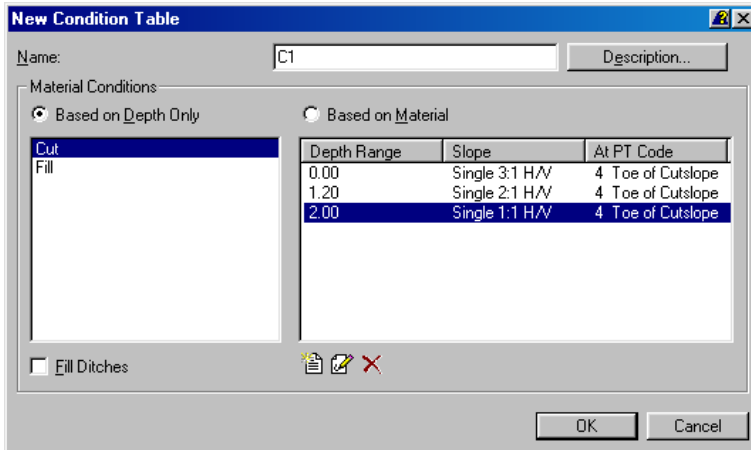 New Condition Table
Name: C1 Description...
Material Conditions
Based on Depth Only Based on Material
Cut
Fill
Depth Range Slope At PT Code
0.00 Single 3:1 H/V 4 Toe of Cutslope
1.20 Single 2:1 H/V 4 Toe of Cutslope
2.00 Single 1:1 H/V 4 Toe of Cutslope
Fill Ditches
OK Cancel